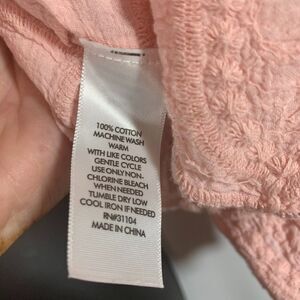 100% COTTON
MACHINE WASH
WARM
WITH LIKE COLORS
GENTLE CYCLE
USE ONLY NON-
CHLORINE BLEACH
WHEN NEEDED
TUMBLE DRY LOW
COOL IRON IF NEEDED
RN#31104
MADE IN CHINA